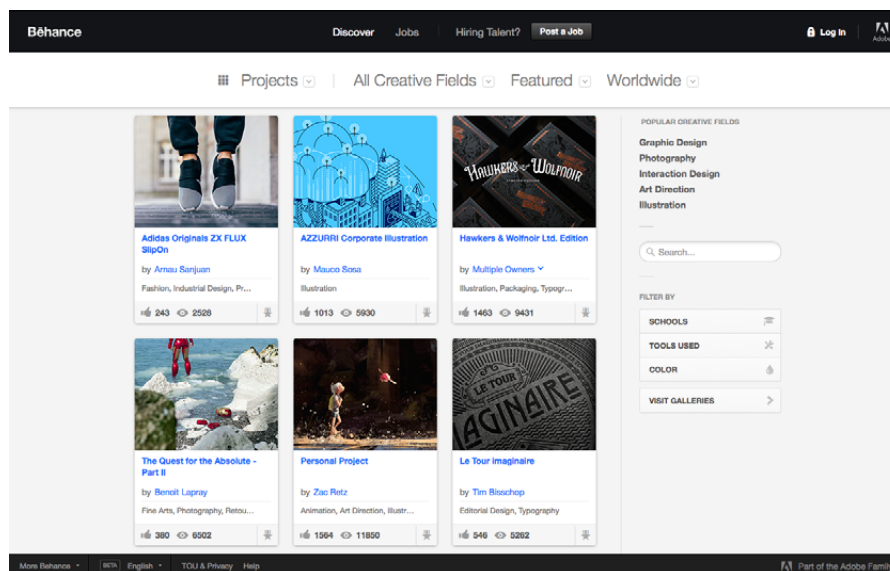 Bēhance
Discover Jobs Hiring Talent? Post a Job
Log In
Adobe
Projects All Creative Fields Featured Worldwide
Adidas Originals ZX FLUX
SlipOn
by Arnau Sanjuan
Fashion, Industrial Design, Pr...
243 2528
AZZURRI Corporate Illustration
by Mauco Sosa
Illustration
1013 5930
HAWKERS & WOLFNOIR
Hawkers & Wolfnoir Ltd. Edition
by Multiple Owners
Illustration, Packaging, Typogr...
1463 9431
The Quest for the Absolute -
Part II
by Benoit Lapray
Fine Arts, Photography, Retou...
380 6502
Personal Project
by Zac Retz
Animation, Art Direction, Illustr...
1564 11850
LE TOUR
IMAGINAIRE
Le Tour imaginaire
by Tim Bisschop
Editorial Design, Typography
546 5262
POPULAR CREATIVE FIELDS
Graphic Design
Photography
Interaction Design
Art Direction
Illustration
Search...
FILTER BY
SCHOOLS
TOOLS USED
COLOR
VISIT GALLERIES
More Behance BETA English TOU & Privacy Help
Part of the Adobe Family